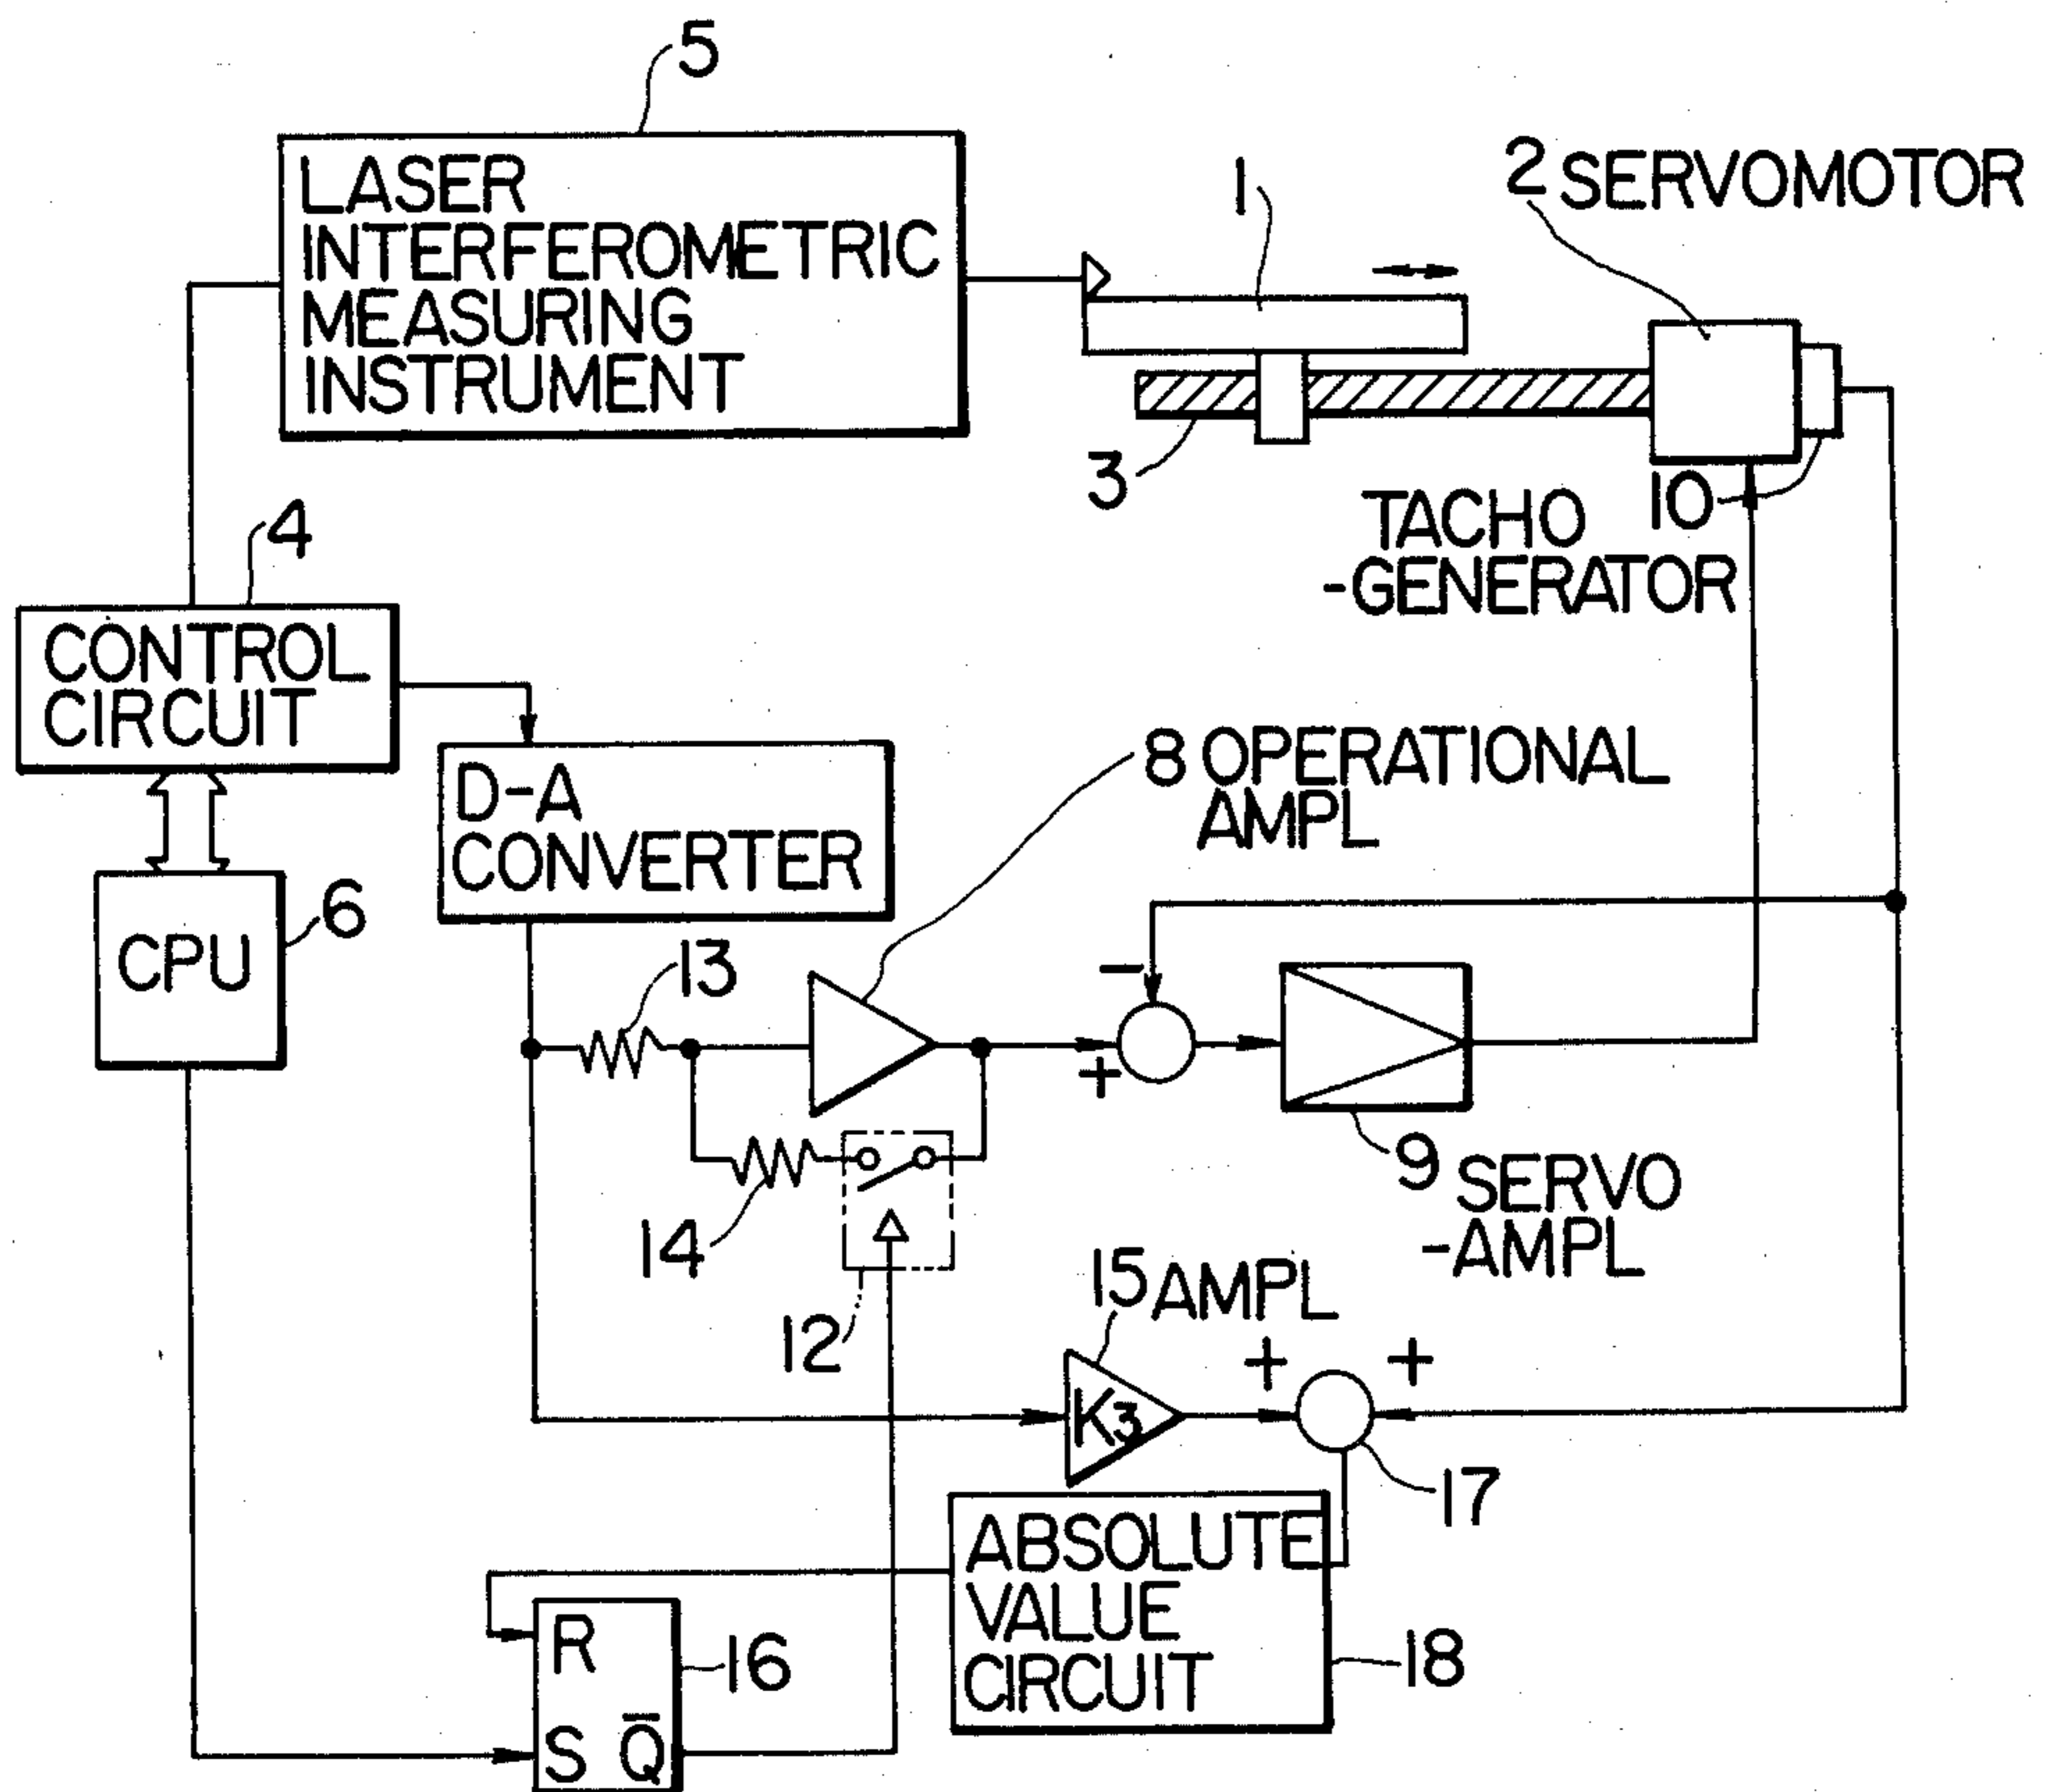 5
LASER
INTERFEROMETRIC
MEASURING
INSTRUMENT
1
2 SERVOMOTOR
3
10
TACHO
-GENERATOR
4
CONTROL
CIRCUIT
D-A
CONVERTER
8 OPERATIONAL
AMPL
CPU
6
13
-
+
14
12
9 SERVO
-AMPL
15 AMPL
K3
+
+
17
ABSOLUTE
VALUE
CIRCUIT
18
R
16
S Q̅